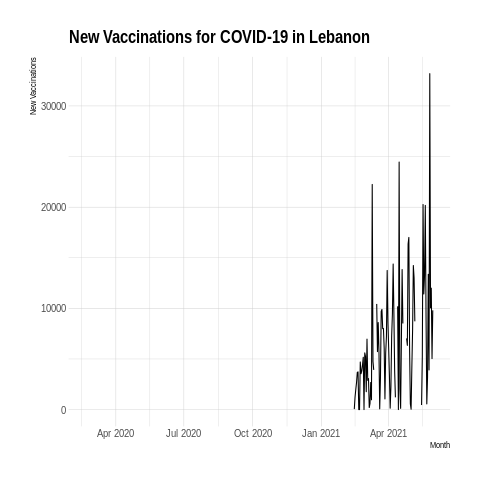 New Vaccinations for COVID-19 in Lebanon
New Vaccinations
30000
20000
10000
0
Apr 2020 Jul 2020 Oct 2020 Jan 2021 Apr 2021
Month